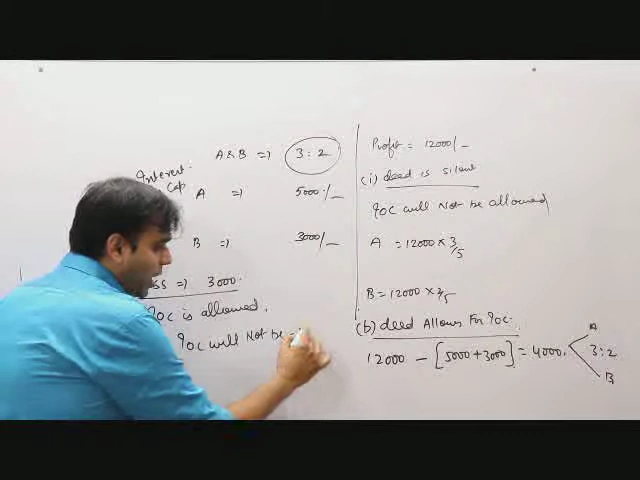 A & B => 3 : 2
Interest:
Cap
A => 5000/-
B => 3000/-
ss => 3000.
IOC is allowed.
IOC will Not be
Profit = 12000/-
(i) deed is silent
IOC will Not be allowed
A = 12000 x 3/5
B = 12000 x 2/5
(b) deed Allows For IOC.
12000 - [5000 + 3000] = 4000.
A
3 : 2
B